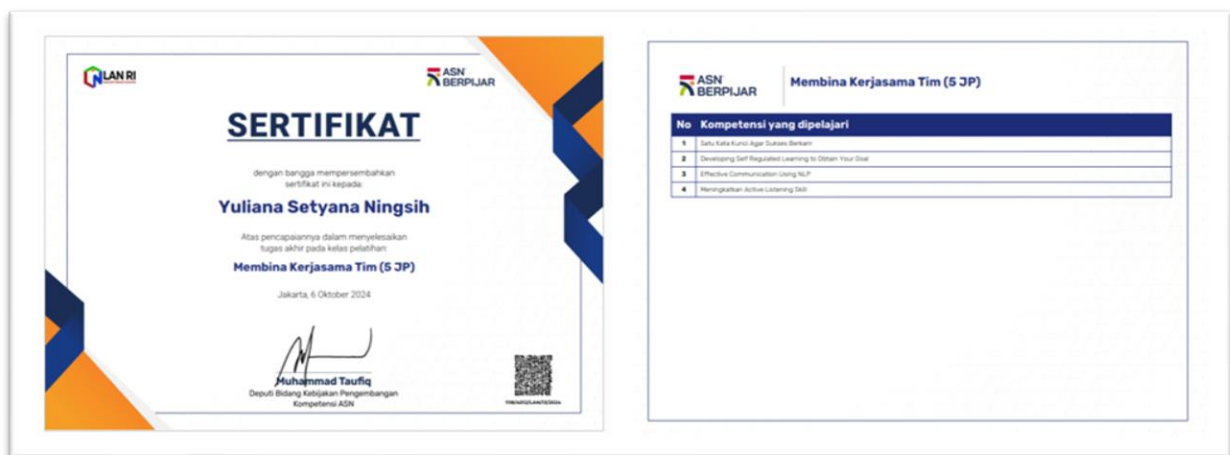 LAN RI
ASN
BERPIJAR
SERTIFIKAT
dengan bangga mempersembahkan
sertifikat ini kepada:
Yuliana Setyana Ningsih
Atas pencapaiannya dalam menyelesaikan
tugas akhir pada kelas pelatihan:
Membina Kerjasama Tim (5 JP)
Jakarta, 6 Oktober 2024
Muhammad Taufiq
Deputi Bidang Kebijakan Pengembangan
Kompetensi ASN
ASN
BERPIJAR
Membina Kerjasama Tim (5 JP)
No Kompetensi yang dipelajari
1 Satu Kata Kunci Agar Sukses Berkarir
2 Developing Self Regulated Learning to Obtain Your Goal
3 Effective Communication Using NLP
4 Meningkatkan Active Listening Skill